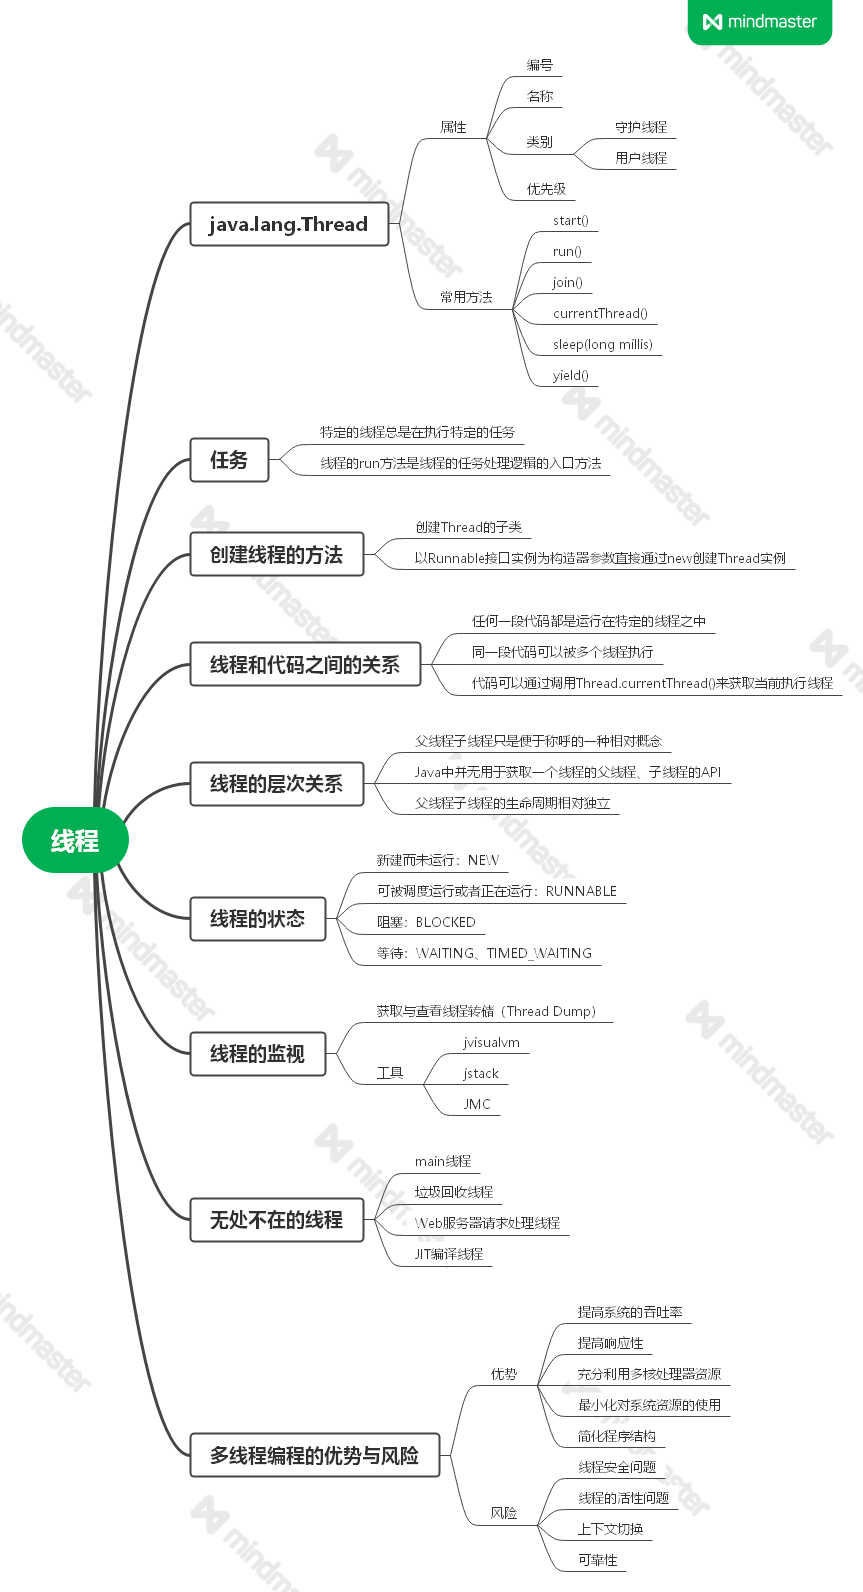 mindmaster
线程
java.lang.Thread
属性
编号
名称
类别
守护线程
用户线程
优先级
常用方法
start()
run()
join()
currentThread()
sleep(long millis)
yield()
任务
特定的线程总是在执行特定的任务
线程的run方法是线程的任务处理逻辑的入口方法
创建线程的方法
创建Thread的子类
以Runnable接口实例为构造器参数直接通过new创建Thread实例
线程和代码之间的关系
任何一段代码都是运行在特定的线程之中
同一段代码可以被多个线程执行
代码可以通过调用Thread.currentThread()来获取当前执行线程
线程的层次关系
父线程子线程只是便于称呼的一种相对概念
Java中并无用于获取一个线程的父线程、子线程的API
父线程子线程的生命周期相对独立
线程的状态
新建而未运行：NEW
可被调度运行或者正在运行：RUNNABLE
阻塞：BLOCKED
等待：WAITING、TIMED_WAITING
线程的监视
获取与查看线程转储（Thread Dump）
工具
jvisualvm
jstack
JMC
无处不在的线程
main线程
垃圾回收线程
Web服务器请求处理线程
JIT编译线程
多线程编程的优势与风险
优势
提高系统的吞吐率
提高响应性
充分利用多核处理器资源
最小化对系统资源的使用
简化程序结构
风险
线程安全问题
线程的活性问题
上下文切换
可靠性